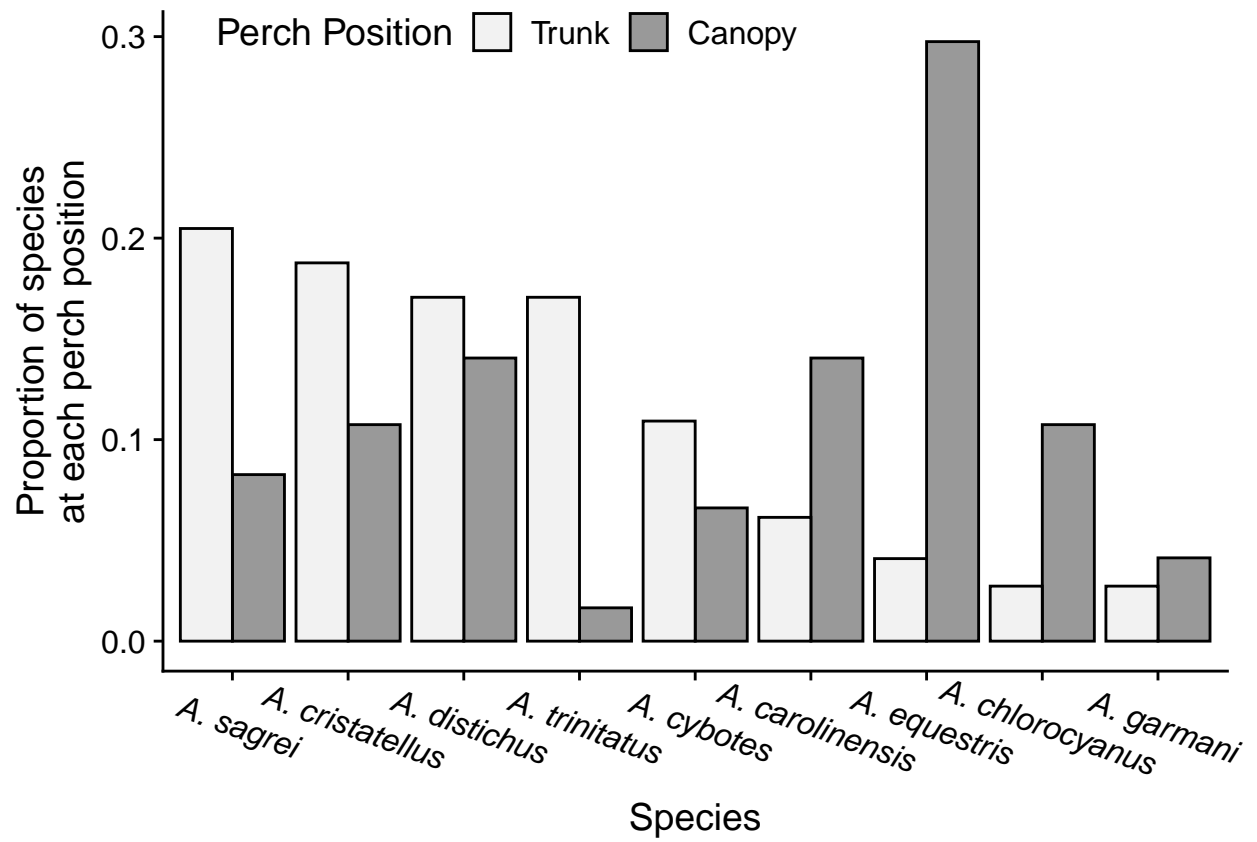 Perch Position Trunk Canopy
0.3
0.2
0.1
0.0
Proportion of species
at each perch position
A. sagrei
A. cristatellus
A. distichus
A. trinitatus
A. cybotes
A. carolinensis
A. equestris
A. chlorocyanus
A. garmani
Species